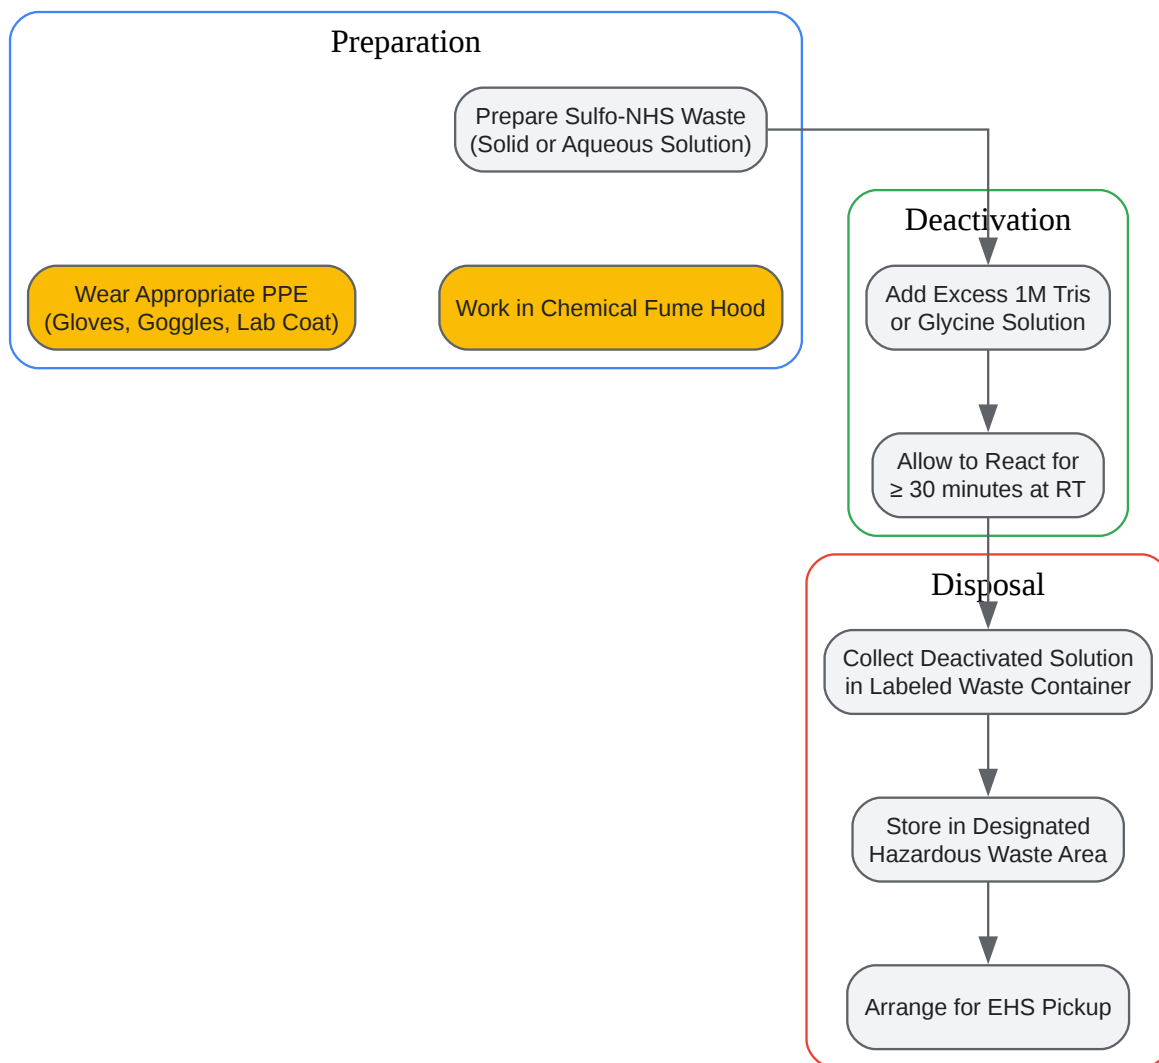 Preparation
Prepare Sulfo-NHS Waste
(Solid or Aqueous Solution)
Wear Appropriate PPE
(Gloves, Goggles, Lab Coat)
Work in Chemical Fume Hood
Deactivation
Add Excess 1M Tris
or Glycine Solution
Allow to React for
≥ 30 minutes at RT
Disposal
Collect Deactivated Solution
in Labeled Waste Container
Store in Designated
Hazardous Waste Area
Arrange for EHS Pickup